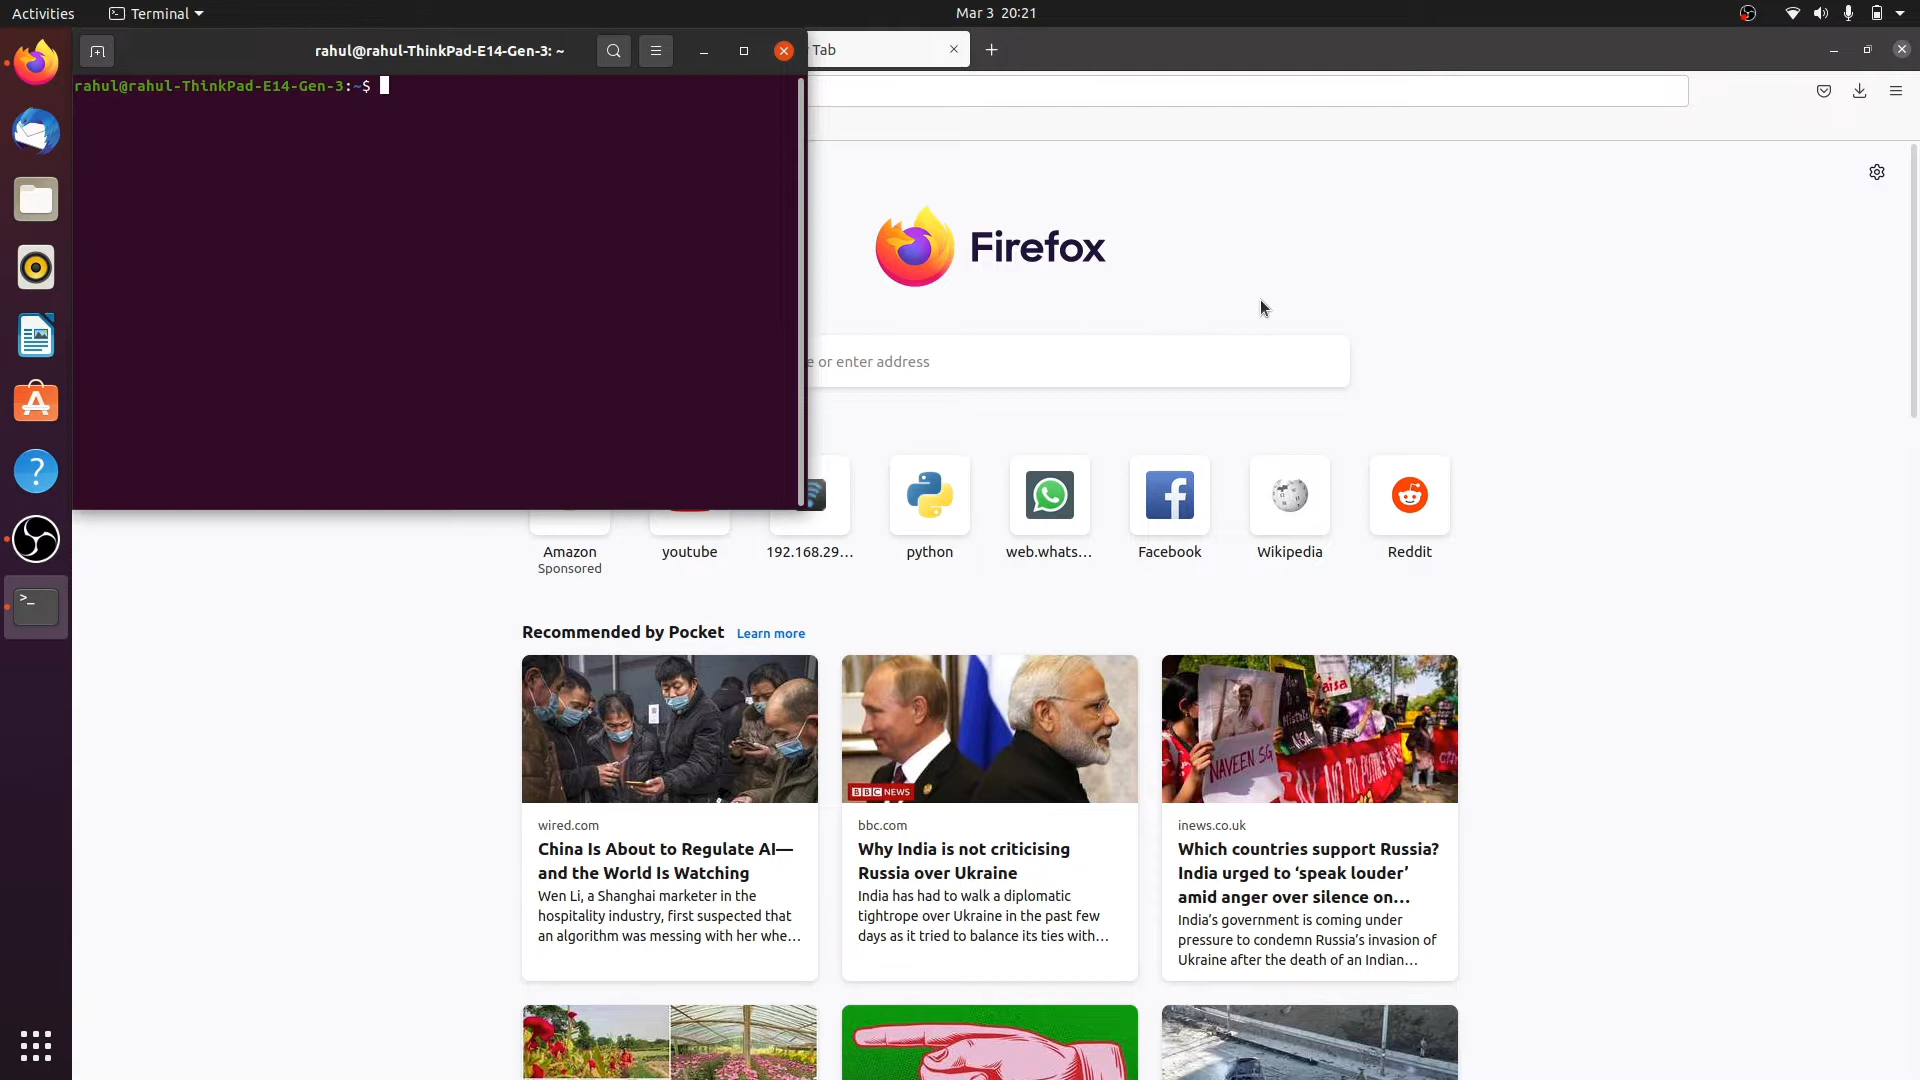 Activities
Terminal
Mar 3 20:21
rahul@rahul-ThinkPad-E14-Gen-3: ~
Tab
rahul@rahul-ThinkPad-E14-Gen-3:~$
Firefox
or enter address
Amazon
Sponsored
youtube
192.168.29...
python
web.whats...
Facebook
Wikipedia
Reddit
Recommended by Pocket Learn more
BBC NEWS
aisa
NAVEEN SG
wired.com
China Is About to Regulate AI—
and the World Is Watching
Wen Li, a Shanghai marketer in the
hospitality industry, first suspected that
an algorithm was messing with her whe...
bbc.com
Why India is not criticising
Russia over Ukraine
India has had to walk a diplomatic
tightrope over Ukraine in the past few
days as it tried to balance its ties with...
inews.co.uk
Which countries support Russia?
India urged to ‘speak louder’
amid anger over silence on...
India’s government is coming under
pressure to condemn Russia’s invasion of
Ukraine after the death of an Indian...